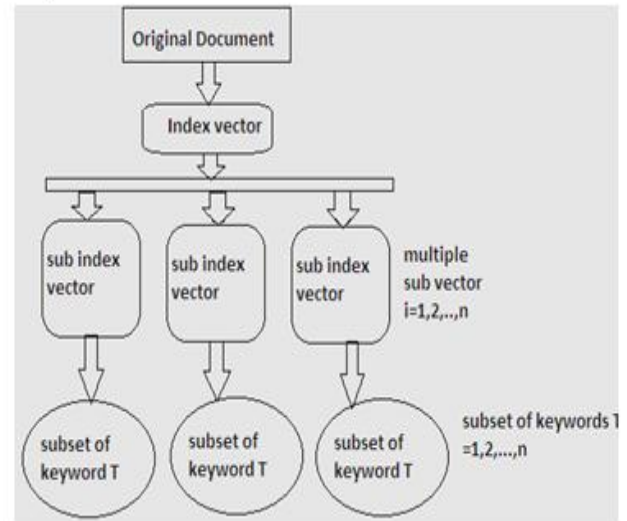 Original Document
Index vector
sub index
vector
sub index
vector
sub index
vector
multiple
sub vector
i=1,2,..,n
subset of
keyword T
subset of
keyword T
subset of
keyword T
subset of keywords T
=1,2,...,n